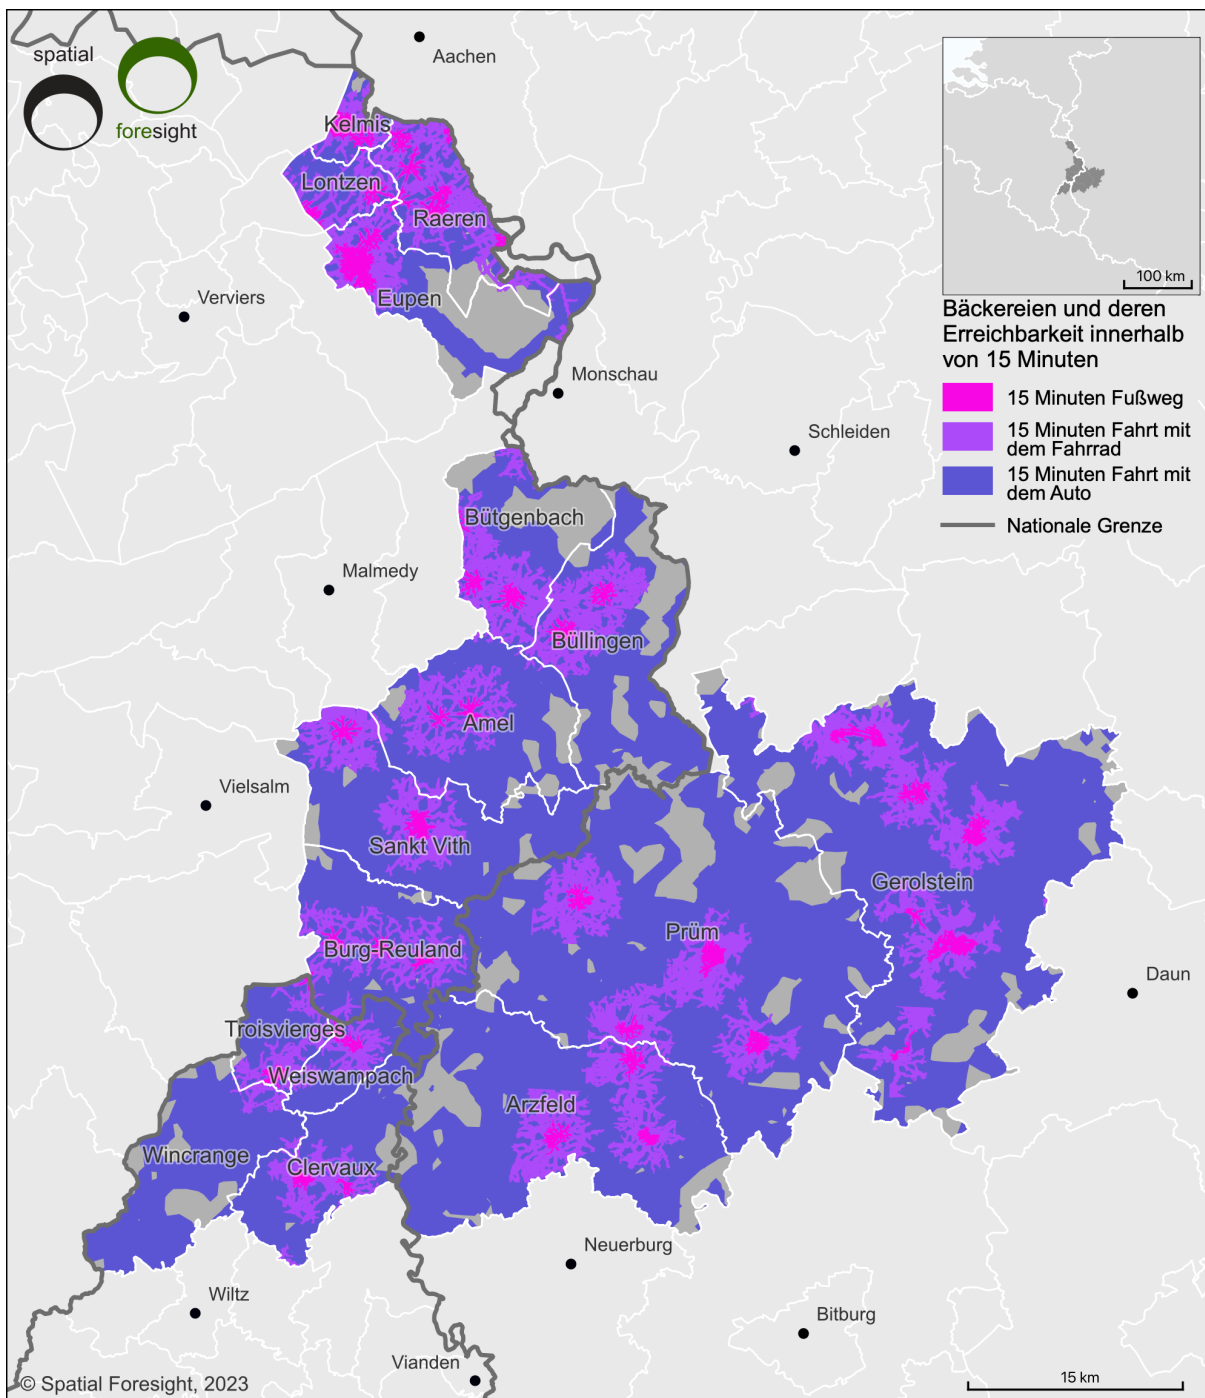 spatial
foresight
Aachen
Kelmis
Lontzen
Raeren
Verviers
Eupen
Monschau
Schleiden
100 km
Bäckereien und deren
Erreichbarkeit innerhalb
von 15 Minuten
15 Minuten Fußweg
15 Minuten Fahrt mit
dem Fahrrad
15 Minuten Fahrt mit
dem Auto
Nationale Grenze
Bütgenbach
Malmedy
Büllingen
Amel
Vielsalm
Sankt Vith
Gerolstein
Prüm
Burg-Reuland
Daun
Troisvierges
Weiswampach
Arzfeld
Wincrange
Clervaux
Neuerburg
Wiltz
Bitburg
Vianden
© Spatial Foresight, 2023
15 km